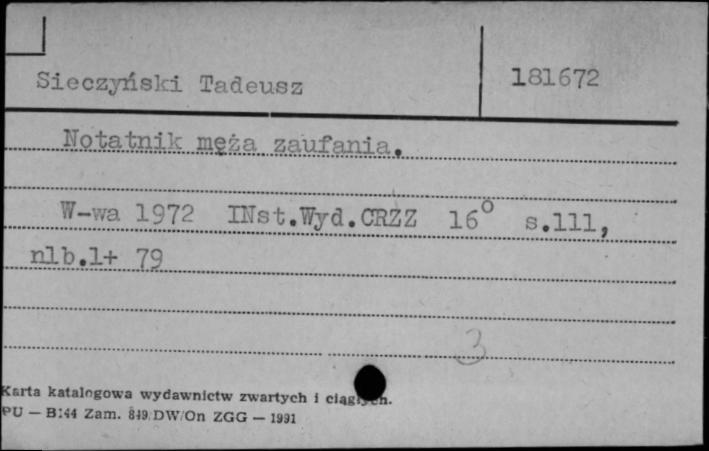 Sieczyński Tadeusz 181672
Notatnik męża zaufania.
W-wa 1972 INst.Wyd.CRZZ 16° s.111,
nlb.1+ 79
3
Karta katalogowa wydawnictw zwartych i ciągłych.
PU — B144 Zam. 849/DW/On ZGG — 1991